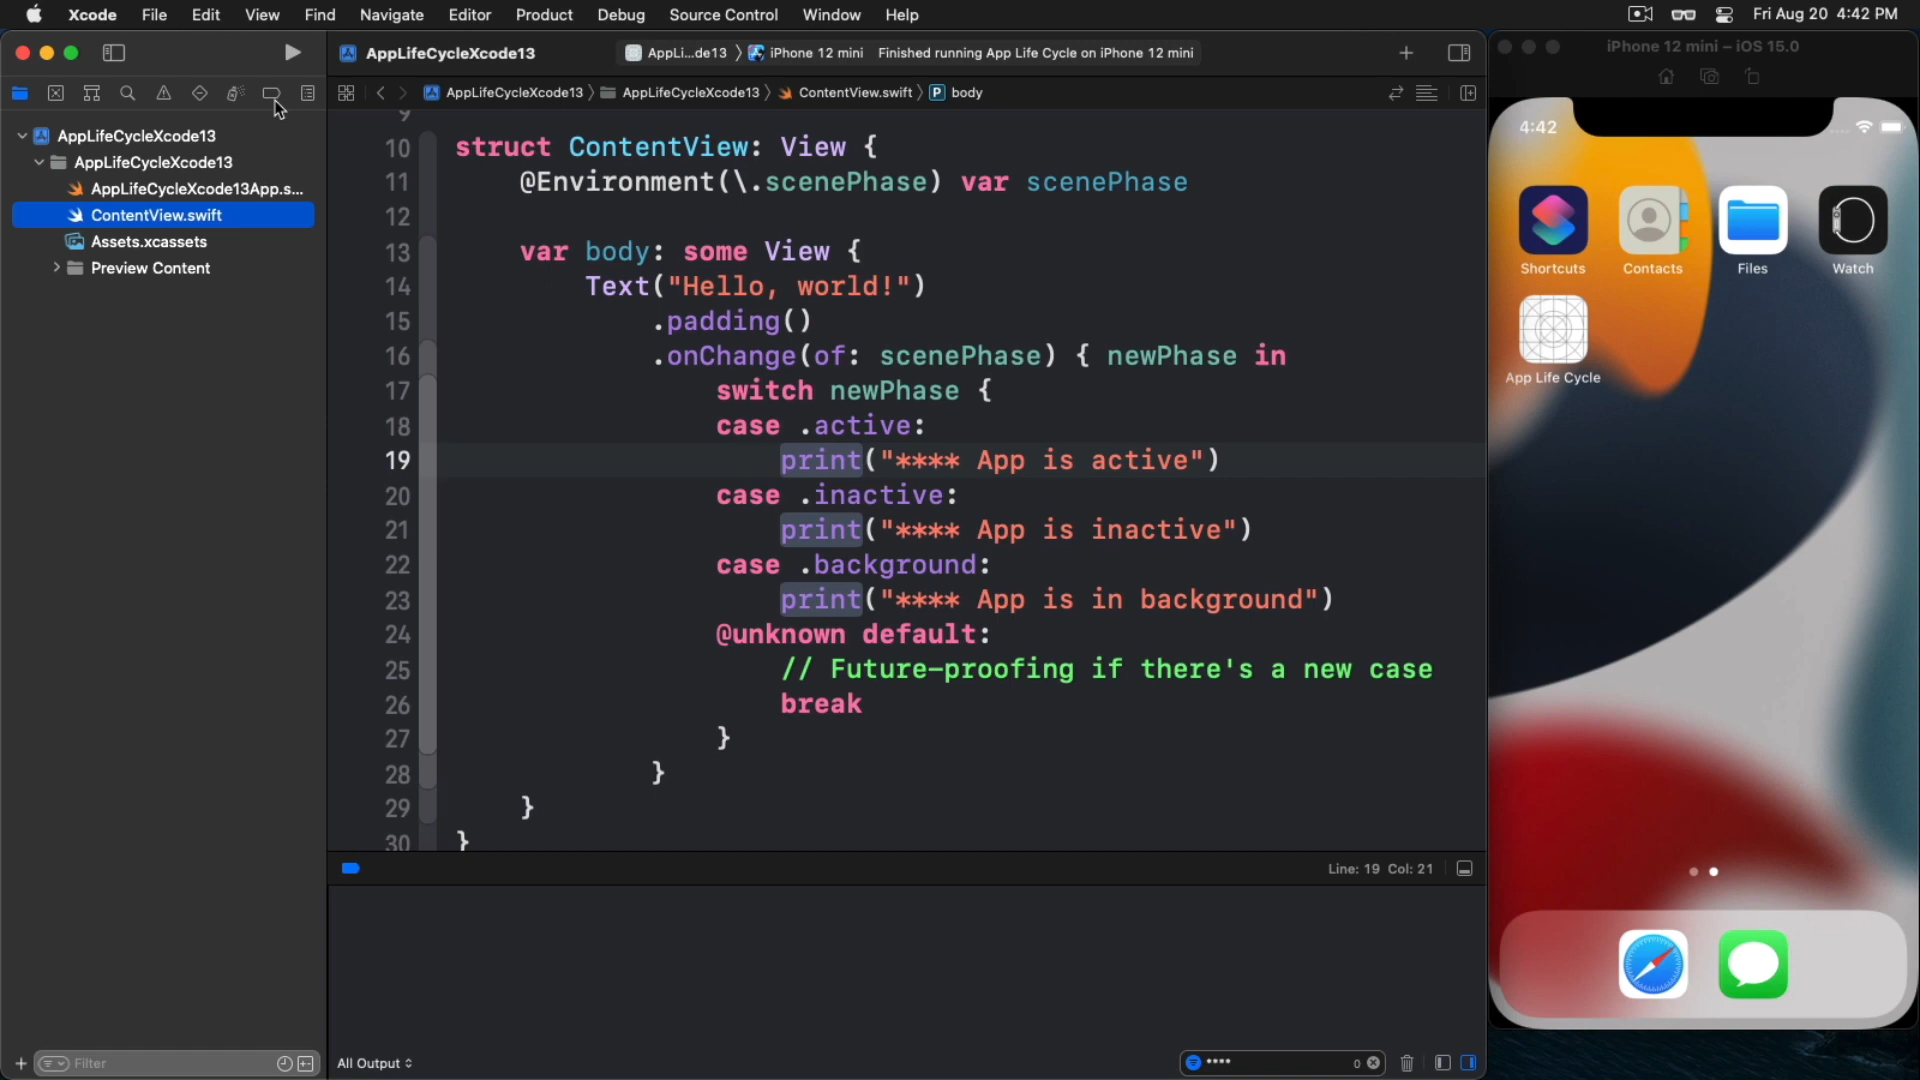 Xcode File Edit View Find Navigate Editor Product Debug Source Control Window Help Fri Aug 20 4:42 PM
AppLifeCycleXcode13 AppLi...de13 iPhone 12 mini Finished running App Life Cycle on iPhone 12 mini
iPhone 12 mini – iOS 15.0
AppLifeCycleXcode13 AppLifeCycleXcode13 ContentView.swift P body
AppLifeCycleXcode13
AppLifeCycleXcode13
AppLifeCycleXcode13App.s...
ContentView.swift
Assets.xcassets
Preview Content
9
10 struct ContentView: View {
11 @Environment(\.scenePhase) var scenePhase
12
13 var body: some View {
14 Text("Hello, world!")
15 .padding()
16 .onChange(of: scenePhase) { newPhase in
17 switch newPhase {
18 case .active:
19 print("**** App is active")
20 case .inactive:
21 print("**** App is inactive")
22 case .background:
23 print("**** App is in background")
24 @unknown default:
25 // Future-proofing if there's a new case
26 break
27 }
28 }
29 }
30 }
Line: 19 Col: 21
Filter
All Output
**** 0
4:42
Shortcuts Contacts Files Watch
App Life Cycle